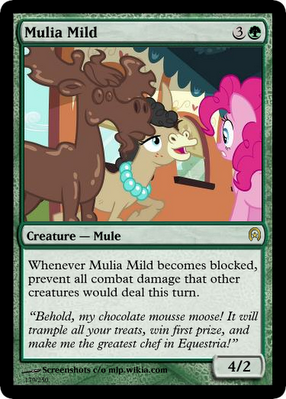 Mulia Mild 3
Creature — Mule
Whenever Mulia Mild becomes blocked,
prevent all combat damage that other
creatures would deal this turn.
"Behold, my chocolate mousse moose! It will
trample all your treats, win first prize, and
make me the greatest chef in Equestria!"
Screenshots c/o mlp.wikia.com
4/2